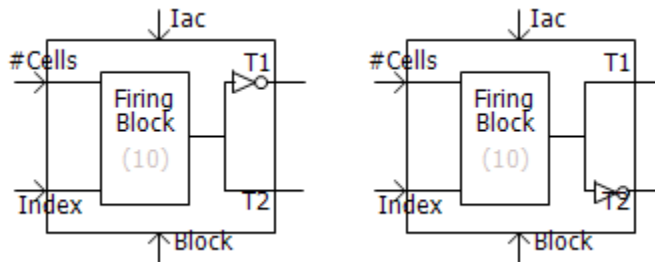 Iac
#Cells
T1
Firing
Block
(10)
Index
T2
Block
Iac
#Cells
T1
Firing
Block
(10)
Index
T2
Block